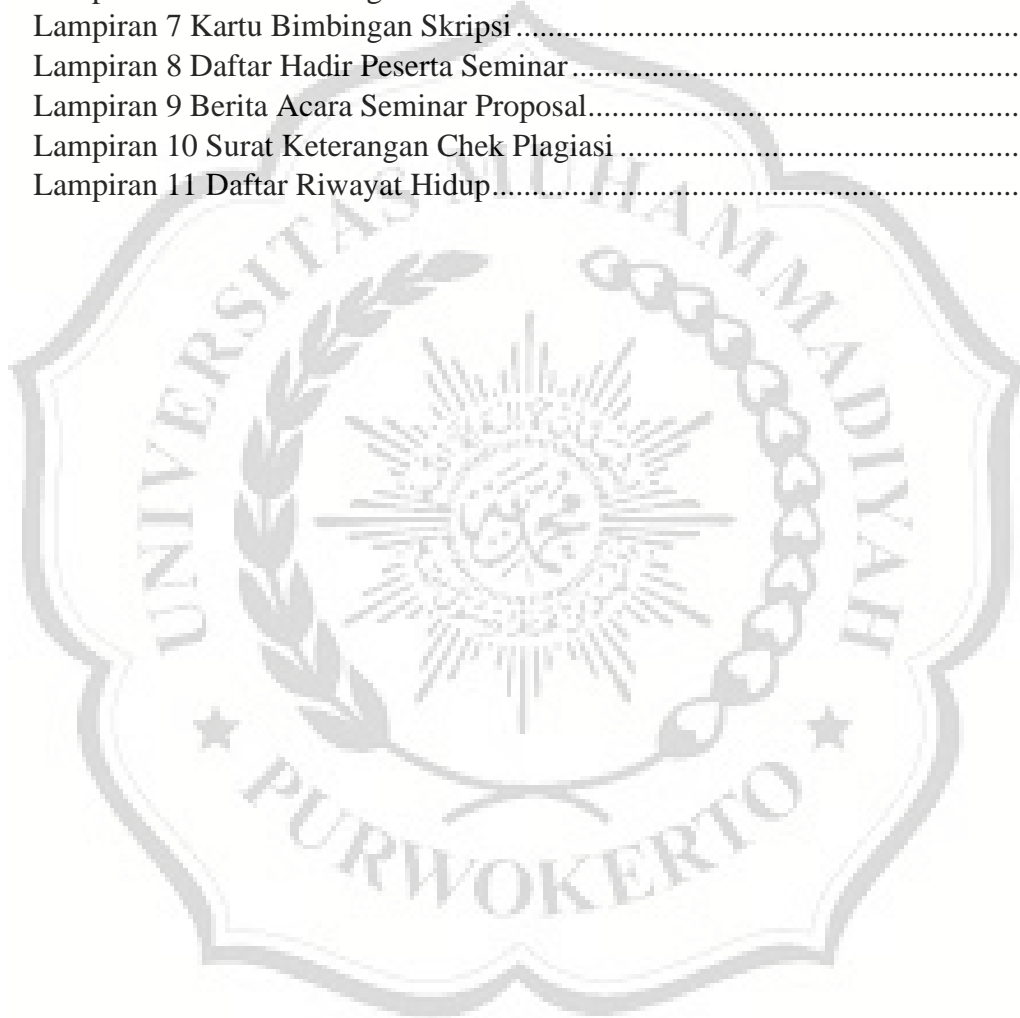 Lampiran 7 Kartu Bimbingan Skripsi
Lampiran 8 Daftar Hadir Peserta Seminar
Lampiran 9 Berita Acara Seminar Proposal
Lampiran 10 Surat Keterangan Chek Plagiasi
Lampiran 11 Daftar Riwayat Hidup
UNIVERSITAS MUHAMMADIYAH
PURWOKERTO